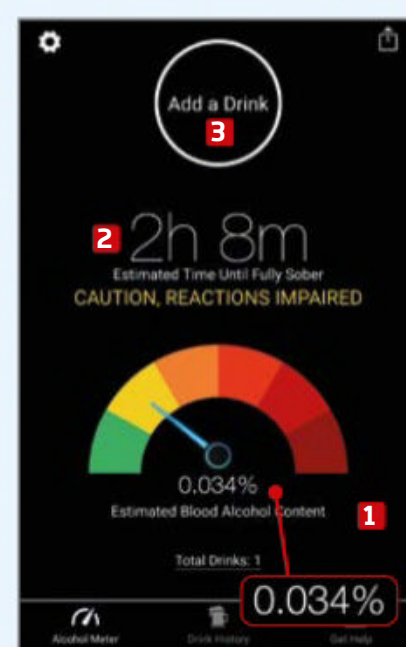 Add a Drink
3
2 2h 8m
Estimated Time Until Fully Sober
CAUTION, REACTIONS IMPAIRED
0.034%
Estimated Blood Alcohol Content 1
Total Drinks: 1
0.034%
Alcohol Meter Drink History Get Help